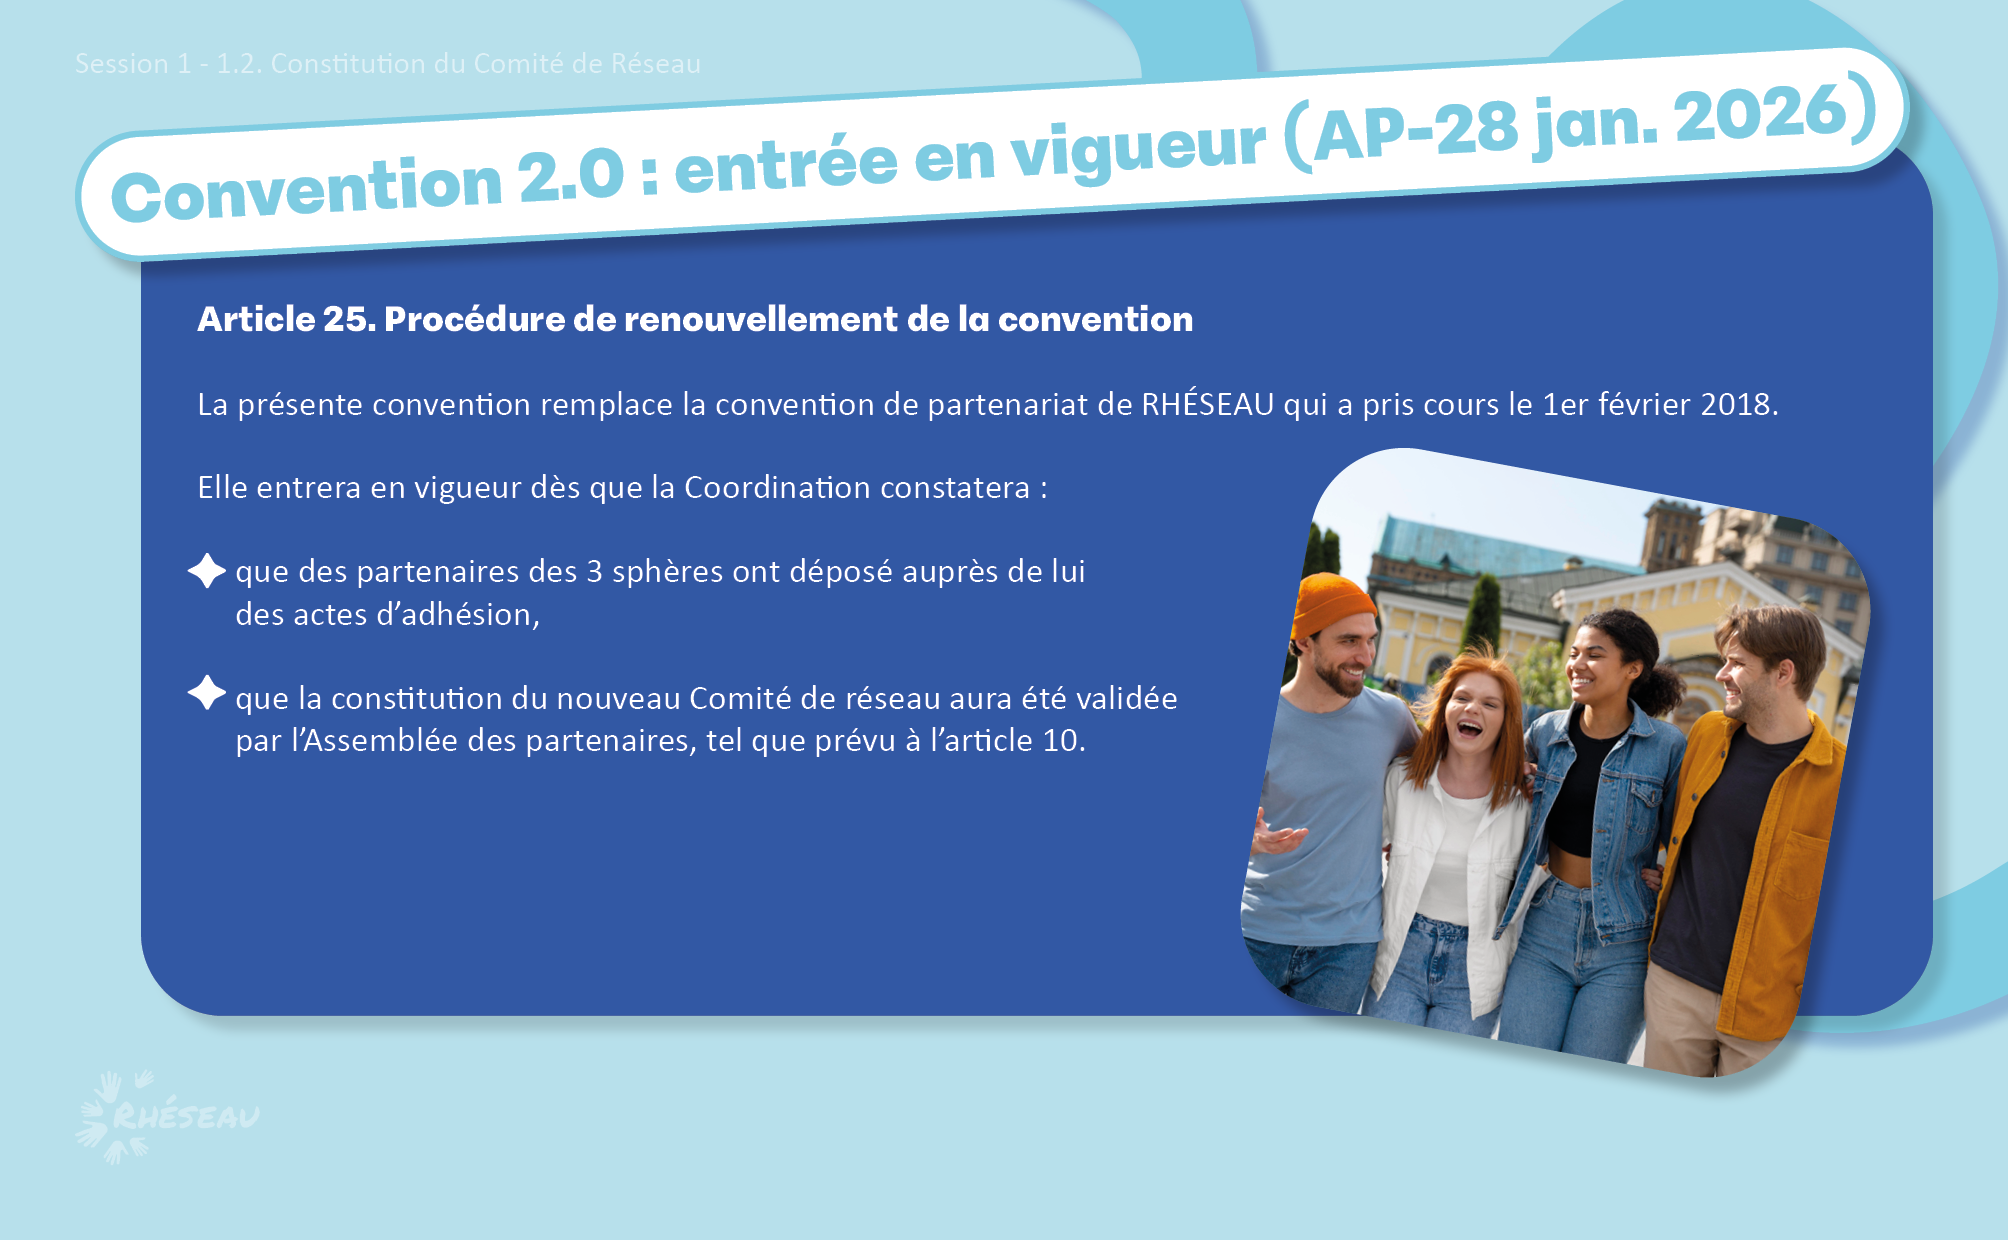 Session 1 - 1.2. Constitution du Comité de Réseau
Convention 2.0 : entrée en vigueur (AP-28 jan. 2026)
Article 25. Procédure de renouvellement de la convention
La présente convention remplace la convention de partenariat de RHÉSEAU qui a pris cours le 1er février 2018.
Elle entrera en vigueur dès que la Coordination constatera :
que des partenaires des 3 sphères ont déposé auprès de lui
des actes d’adhésion,
que la constitution du nouveau Comité de réseau aura été validée
par l’Assemblée des partenaires, tel que prévu à l’article 10.
RHÉSEAU